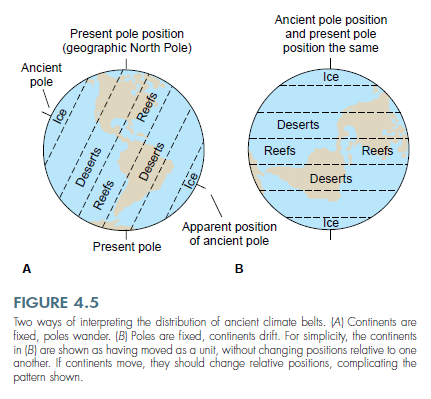 Present pole position
(geographic North Pole)
Ancient
pole
Ice
Reefs
Deserts
Deserts
Reefs
Ice
Apparent position
of ancient pole
Present pole
A
Ancient pole position
and present pole
position the same
Ice
Deserts
Reefs
Reefs
Deserts
Ice
B
FIGURE 4.5
Two ways of interpreting the distribution of ancient climate belts. (A) Continents are
fixed, poles wander. (B) Poles are fixed, continents drift. For simplicity, the continents
in (B) are shown as having moved as a unit, without changing positions relative to one
another. If continents move, they should change relative positions, complicating the
pattern shown.